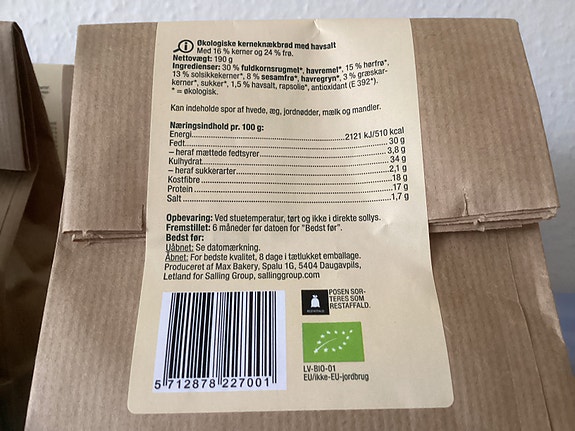 Økologiske kerneknækbrød med havsalt
Med 16 % kerner og 24 % frø.
Nettovægt: 190 g
Ingredienser: 30 % fuldkornsrugmel*, havremel*, 15 % hørfrø*,
13 % solsikkekerner*, 8 % sesamfrø*, havregryn*, 3 % græskar-
kerner*, sukker*, 1,5 % havsalt, rapsolie*, antioxidant (E 392*).
* = økologisk.
Kan indeholde spor af hvede, æg, jordnødder, mælk og mandler.
Næringsindhold pr. 100 g:
Energi 2121 kJ/510 kcal
Fedt 30 g
– heraf mættede fedtsyrer 3,8 g
Kulhydrat 34 g
– heraf sukkerarter 2,1 g
Kostfibre 18 g
Protein 17 g
Salt 1,7 g
Opbevaring: Ved stuetemperatur, tørt og ikke i direkte sollys.
Fremstillet: 6 måneder før datoen for "Bedst før".
Bedst før:
Uåbnet: Se datomærkning.
Åbnet: For bedste kvalitet, 8 dage i tætlukket emballage.
Produceret af Max Bakery, Spalu 1G, 5404 Daugavpils,
Letland for Salling Group, sallinggroup.com
POSEN SOR-
TERES SOM
RESTAFFALD.
RESTAFFALD
5 712878 227001
LV-BIO-01
EU/ikke-EU-jordbrug